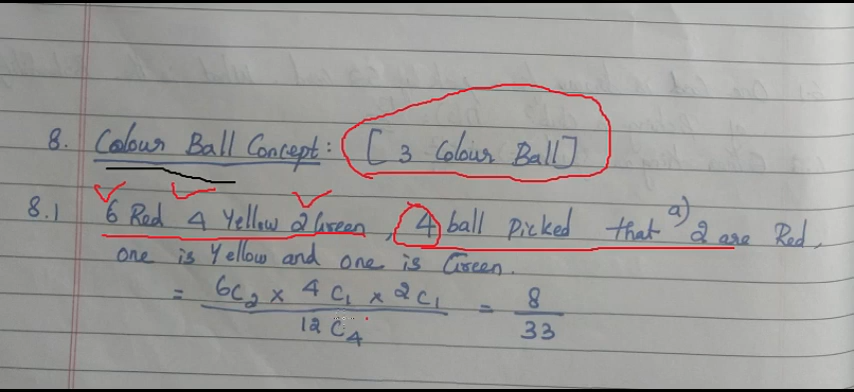 8. Colour Ball Concept: [ 3 Colour Ball ]
8.1 6 Red 4 Yellow 2 Green, 4 ball Picked that a) 2 are Red,
one is Yellow and one is Green.
= 6C2 x 4C1 x 2C1 / 12C4 = 8/33